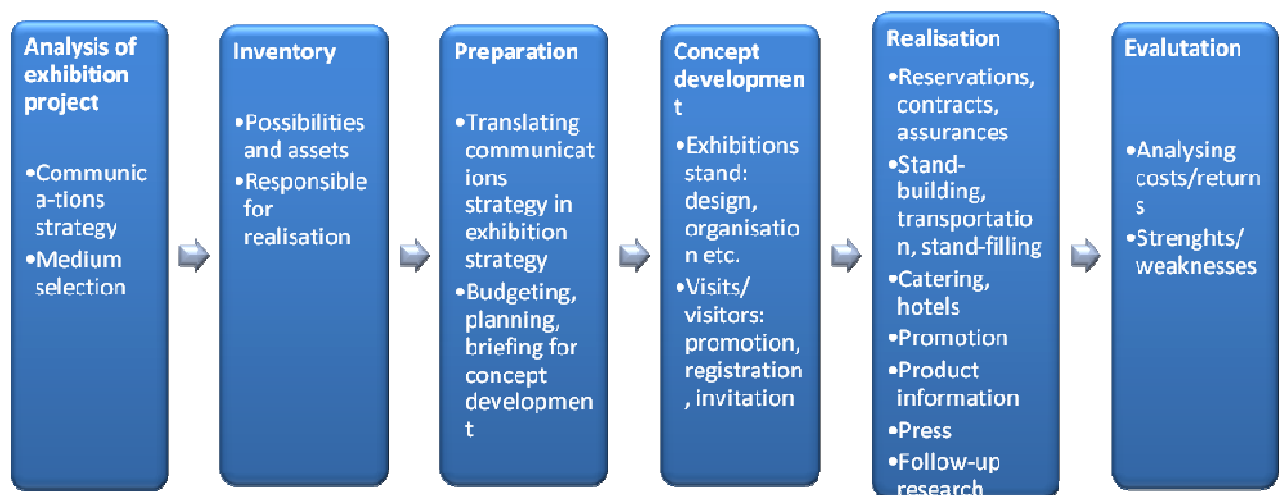 Analysis of
exhibition
project
•Communic
a-tions
strategy
•Medium
selection
Inventory
•Possibilities
and assets
•Responsible
for
realisation
Preparation
•Translating
communicat
ions
strategy in
exhibition
strategy
•Budgeting,
planning,
briefing for
concept
developmen
t
Concept
developmen
t
•Exhibitions
stand:
design,
organisatio
n etc.
•Visits/
visitors:
promotion,
registration
, invitation
Realisation
•Reservations,
contracts,
assurances
•Stand-
building,
transportatio
n, stand-filling
•Catering,
hotels
•Promotion
•Product
information
•Press
•Follow-up
research
Evalutation
•Analysing
costs/return
s
•Strenghts/
weaknesses